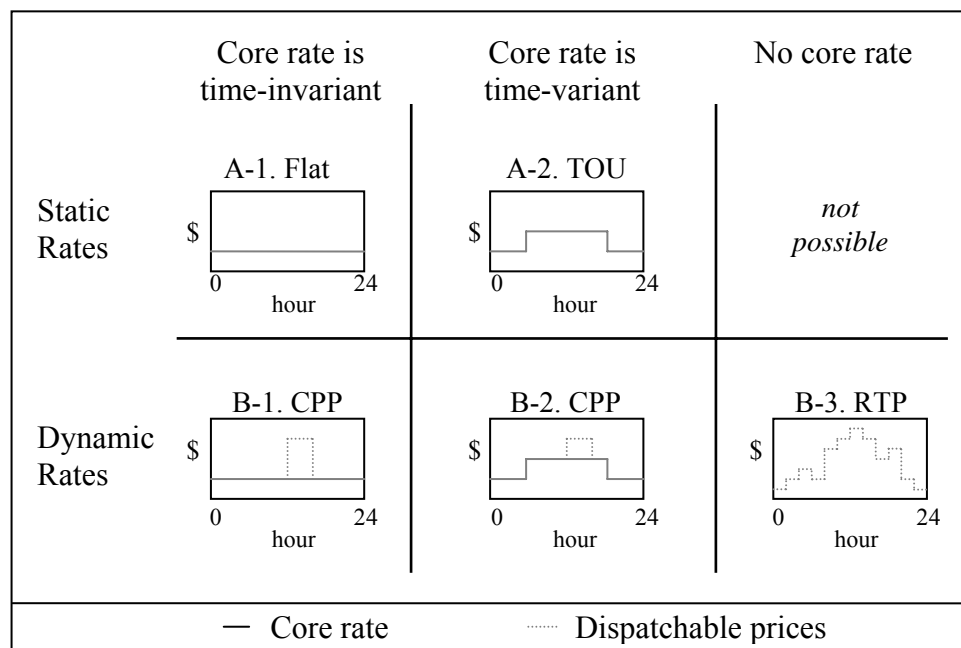 Core rate is
time-invariant
Core rate is
time-variant
No core rate
Static
Rates
A-1. Flat
$
0 24
hour
A-2. TOU
$
0 24
hour
not
possible
Dynamic
Rates
B-1. CPP
$
0 24
hour
B-2. CPP
$
0 24
hour
B-3. RTP
$
0 24
hour
Core rate
Dispatchable prices